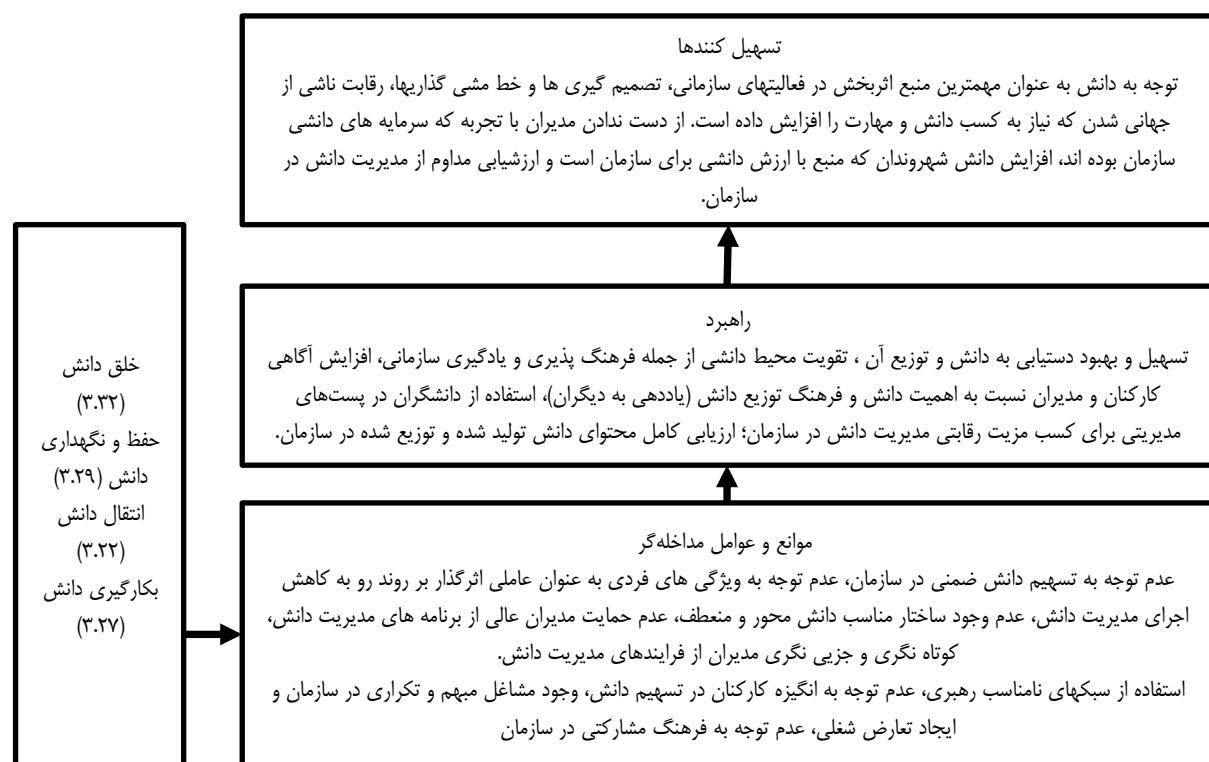 تسهیل کنندها
توجه به دانش به عنوان مهمترین منبع اثربخش در فعالیتهای سازمانی، تصمیم گیری ها و خط مشی گذاریها، رقابت ناشی از
جهانی شدن که نیاز به کسب دانش و مهارت را افزایش داده است. از دست ندادن مدیران با تجربه که سرمایه های دانشی
سازمان بوده اند، افزایش دانش شهروندان که منبع با ارزش دانشی برای سازمان است و ارزشیابی مداوم از مدیریت دانش در
سازمان.
راهبرد
تسهیل و بهبود دستیابی به دانش و توزیع آن ، تقویت محیط دانشی از جمله فرهنگ پذیری و یادگیری سازمانی، افزایش آگاهی
کارکنان و مدیران نسبت به اهمیت دانش و فرهنگ توزیع دانش (یاددهی به دیگران)، استفاده از دانشگران در پست‌های
مدیریتی برای کسب مزیت رقابتی مدیریت دانش در سازمان؛ ارزیابی کامل محتوای دانش تولید شده و توزیع شده در سازمان.
موانع و عوامل مداخله‌گر
عدم توجه به تسهیم دانش ضمنی در سازمان، عدم توجه به ویژگی های فردی به عنوان عاملی اثرگذار بر روند رو به کاهش
اجرای مدیریت دانش، عدم وجود ساختار مناسب دانش محور و منعطف، عدم حمایت مدیران عالی از برنامه های مدیریت دانش،
کوتاه نگری و جزیی نگری مدیران از فرایندهای مدیریت دانش.
استفاده از سبکهای نامناسب رهبری، عدم توجه به انگیزه کارکنان در تسهیم دانش، وجود مشاغل مبهم و تکراری در سازمان و
ایجاد تعارض شغلی، عدم توجه به فرهنگ مشارکتی در سازمان
خلق دانش
(۳.۳۲)
حفظ و نگهداری
دانش (۳.۲۹)
انتقال دانش
(۳.۲۲)
بکارگیری دانش
(۳.۲۷)